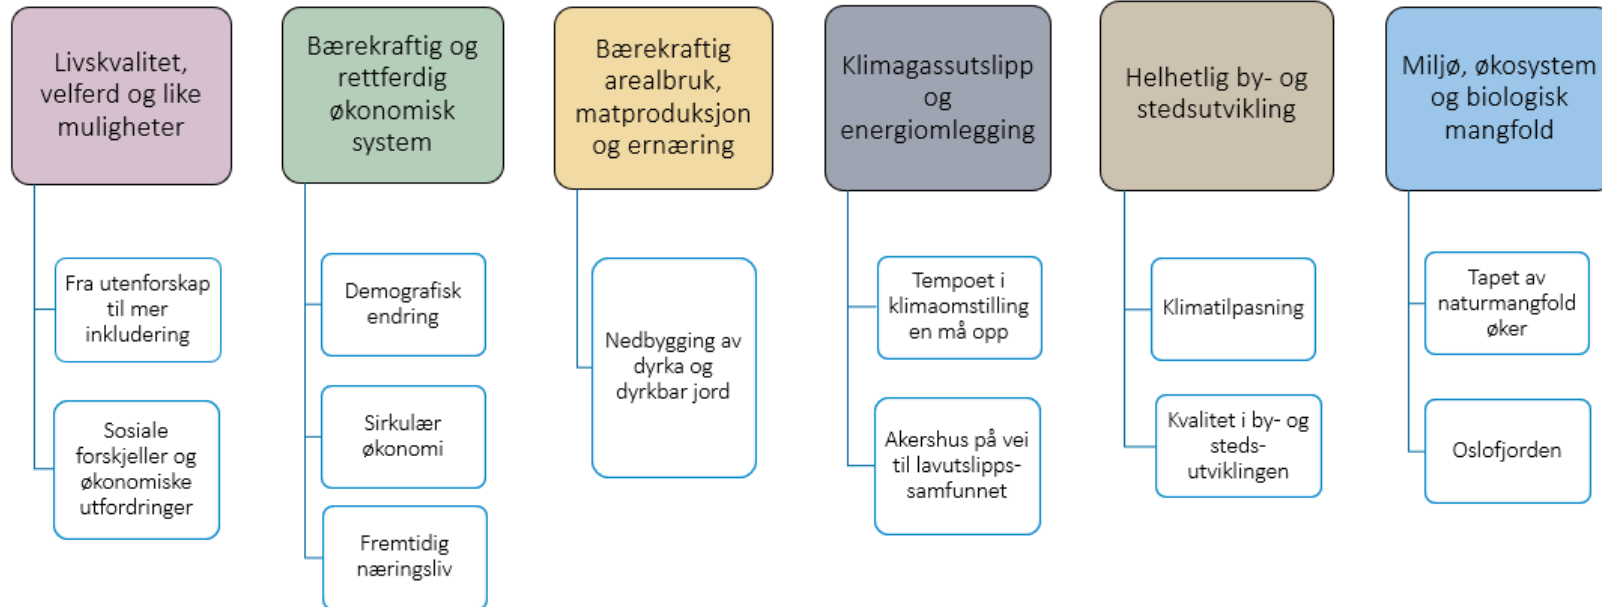 Livskvalitet,
velferd og like
muligheter
Fra utenforskap
til mer
inkludering
Sosiale
forskjeller og
økonomiske
utfordringer
Bærekraftig og
rettferdig
økonomisk
system
Demografisk
endring
Sirkulær
økonomi
Fremtidig
næringsliv
Bærekraftig
arealbruk,
matproduksjon
og ernæring
Nedbygging av
dyrka og
dyrkbar jord
Klimagassutslipp
og
energiomlegging
Tempoet i
klimaomstilling
en må opp
Akershus på vei
til lavutslipps-
samfunnet
Helhetlig by- og
stedsutvikling
Klimatilpasning
Kvalitet i by- og
steds-
utviklingen
Miljø, økosystem
og biologisk
mangfold
Tapet av
naturmangfold
øker
Oslofjorden